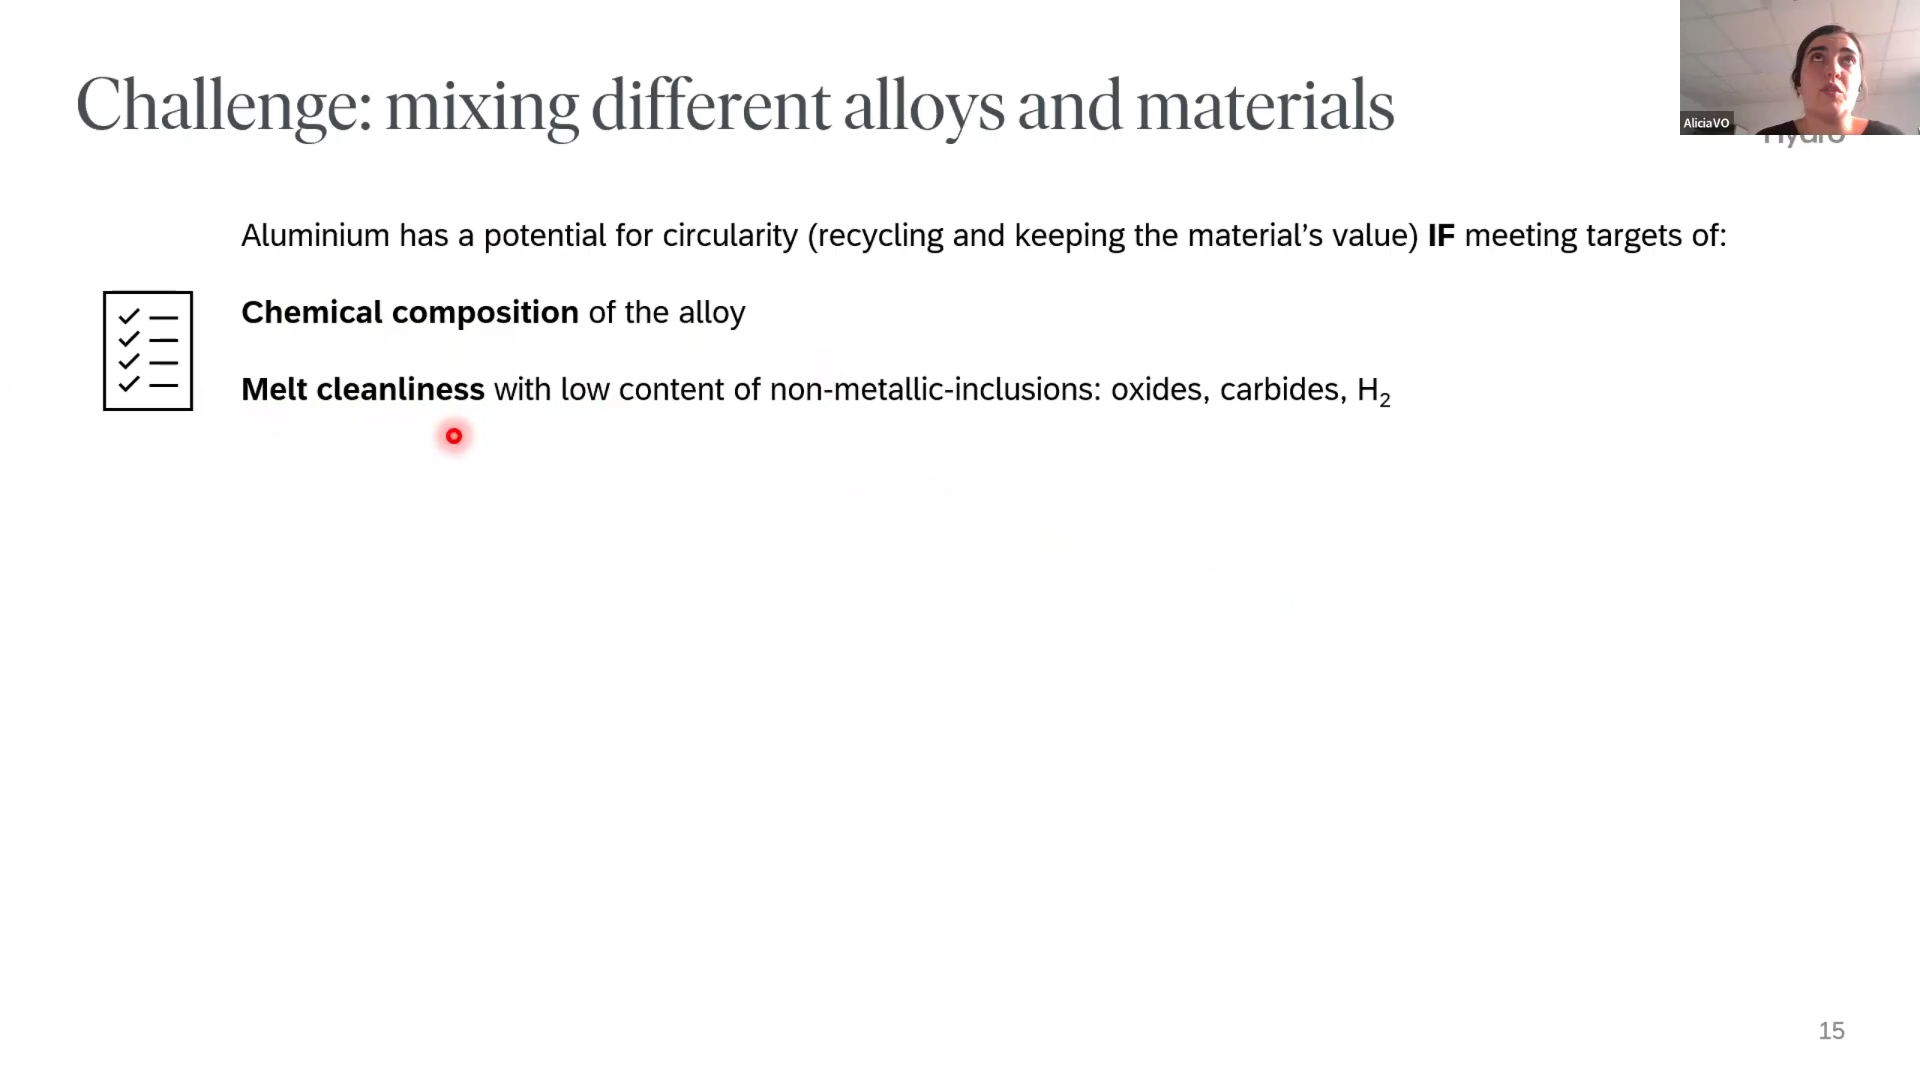 Challenge: mixing different alloys and materials
AliciaVO
Hydro
Aluminium has a potential for circularity (recycling and keeping the material’s value) IF meeting targets of:
Chemical composition of the alloy
Melt cleanliness with low content of non-metallic-inclusions: oxides, carbides, H₂
15